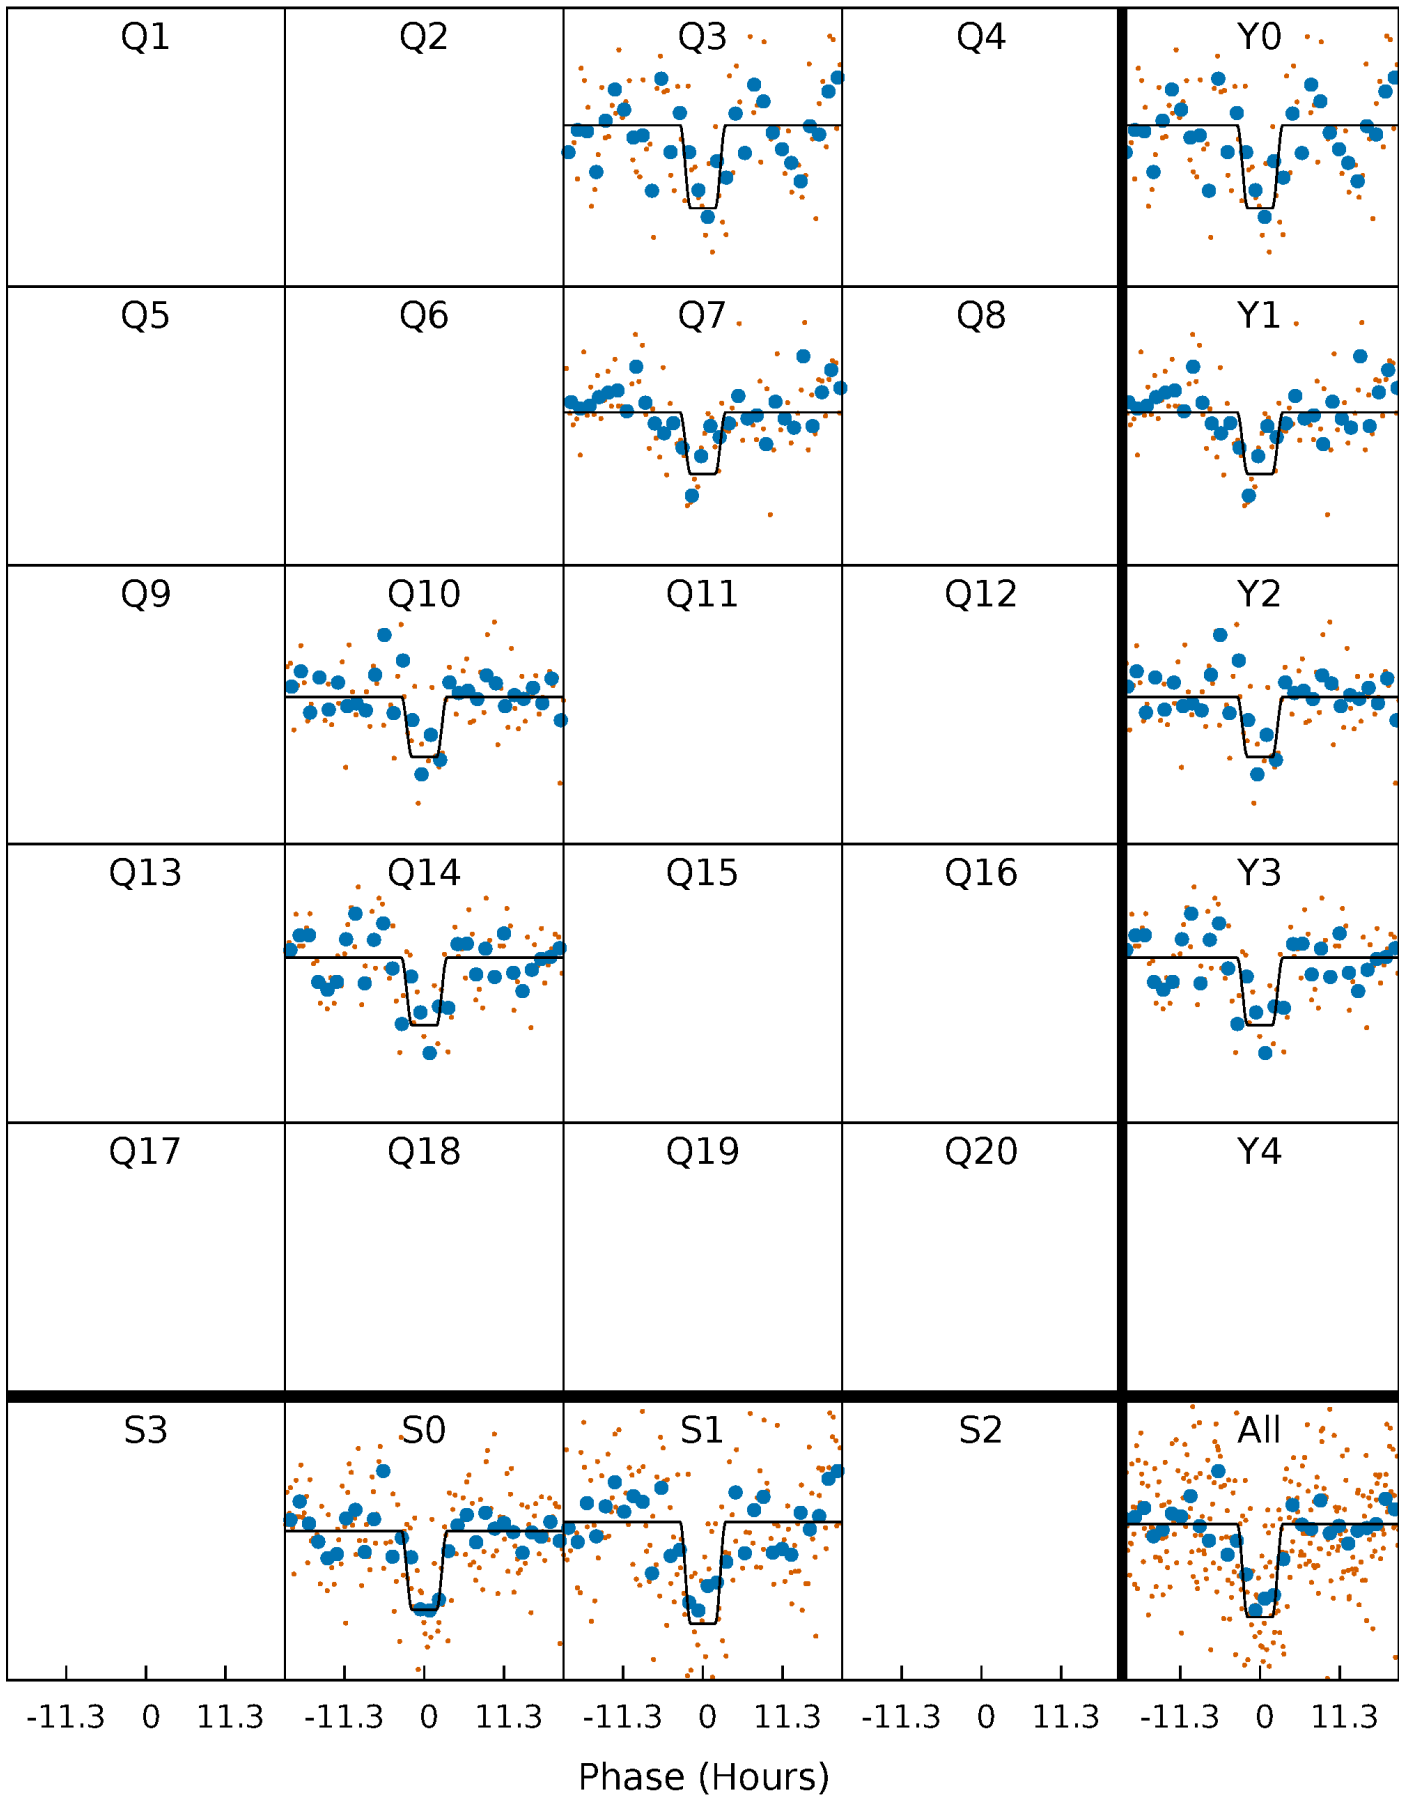 Q1 Q2 Q3 Q4 Y0
Q5 Q6 Q7 Q8 Y1
Q9 Q10 Q11 Q12 Y2
Q13 Q14 Q15 Q16 Y3
Q17 Q18 Q19 Q20 Y4
S3 S0 S1 S2 All
-11.3 0 11.3 -11.3 0 11.3 -11.3 0 11.3 -11.3 0 11.3 -11.3 0 11.3
Phase (Hours)